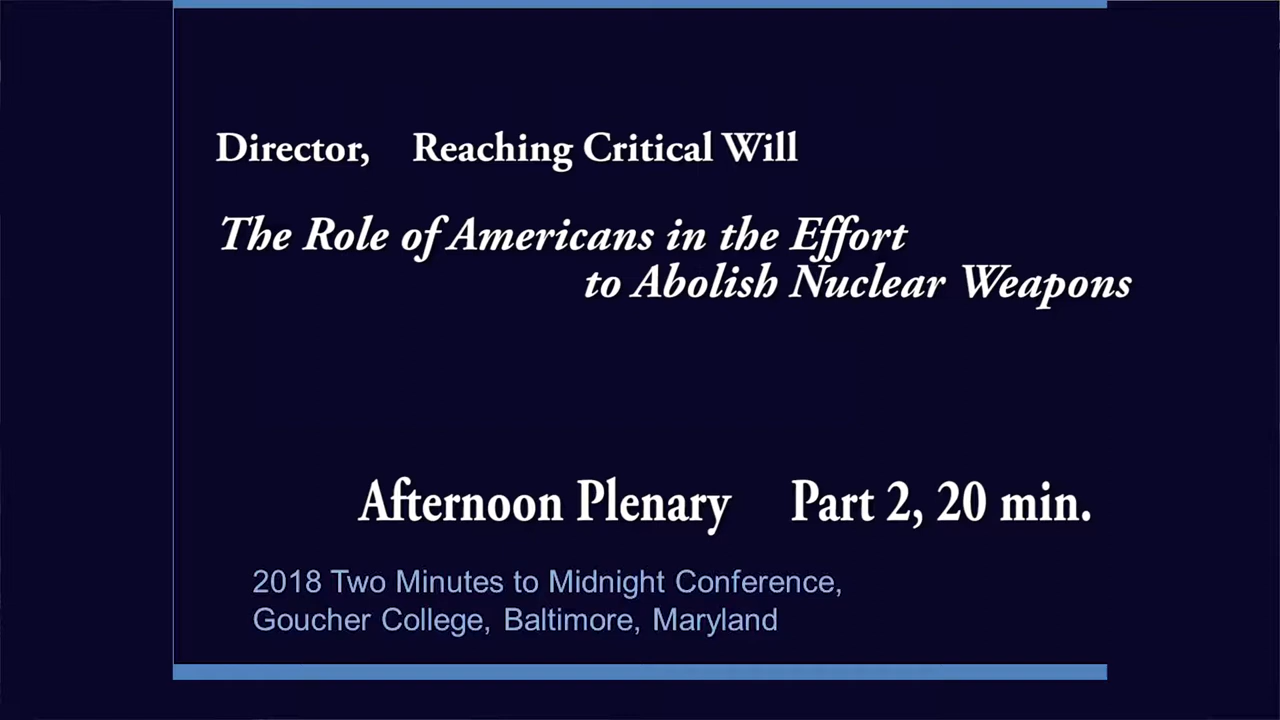 Director, Reaching Critical Will
The Role of Americans in the Effort
to Abolish Nuclear Weapons
Afternoon Plenary Part 2, 20 min.
2018 Two Minutes to Midnight Conference,
Goucher College, Baltimore, Maryland